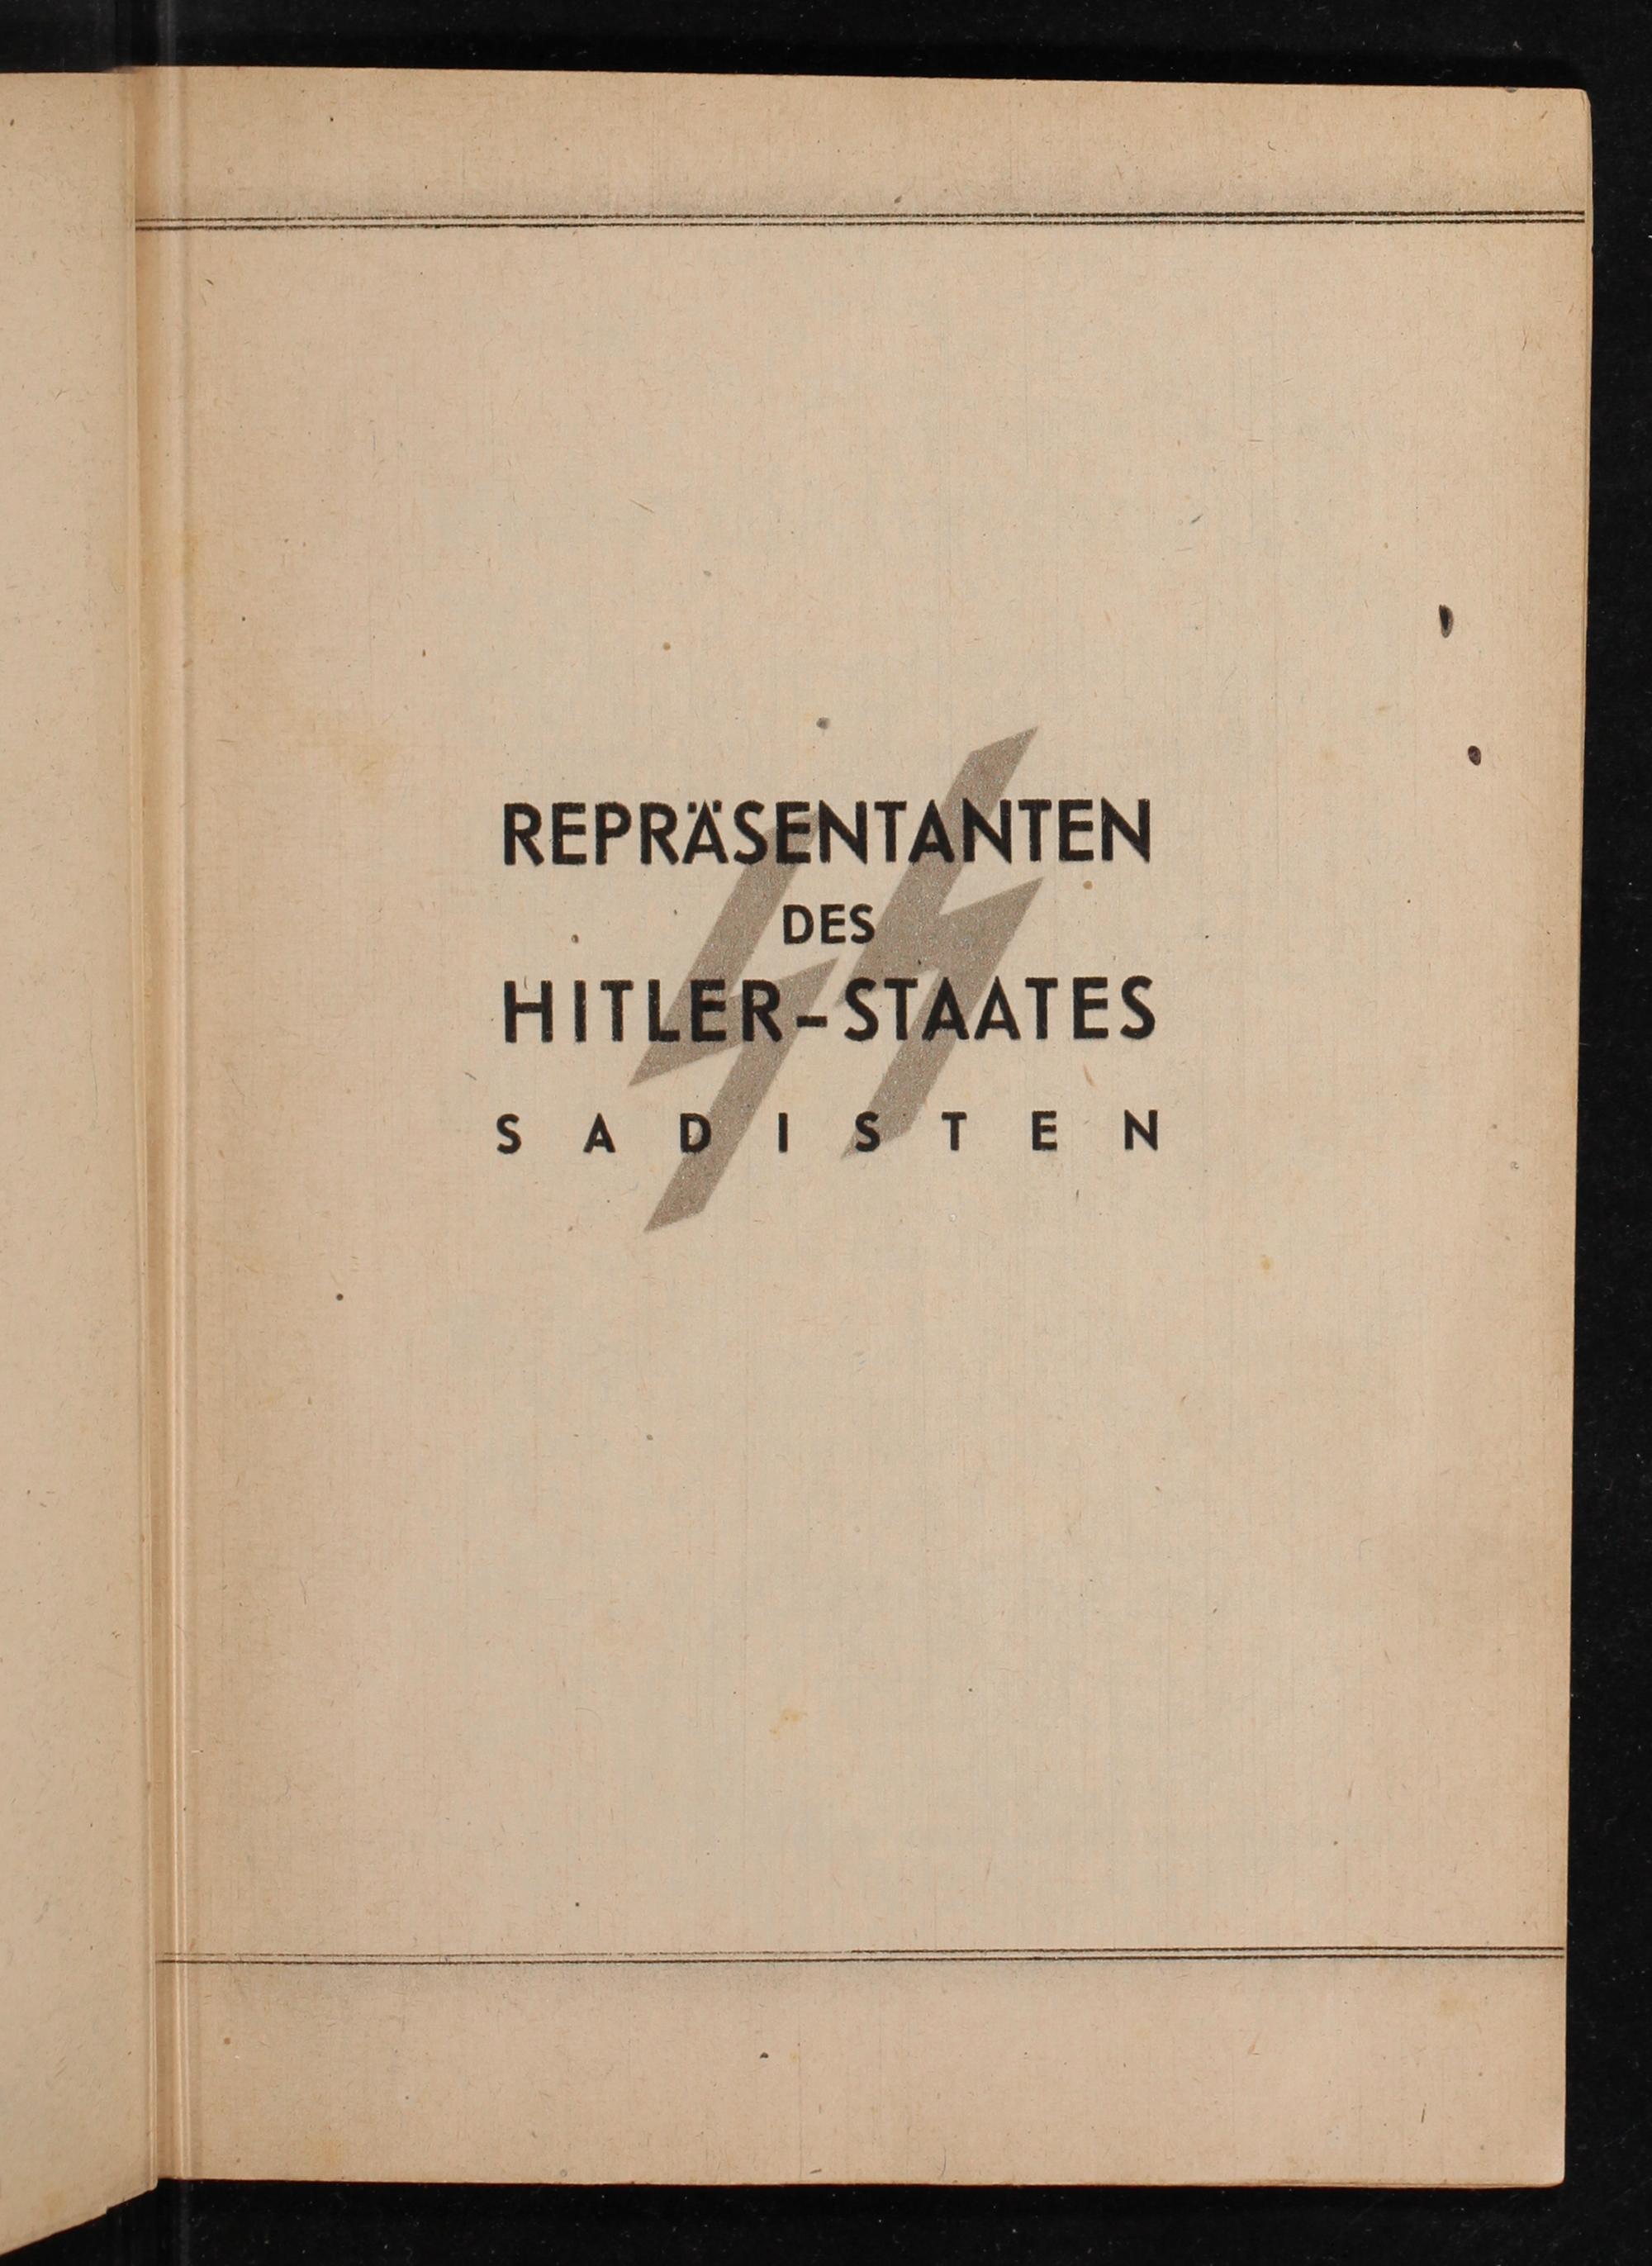 REPRÄSENTANTEN
DES
HITLER-STAATES
SADISTEN